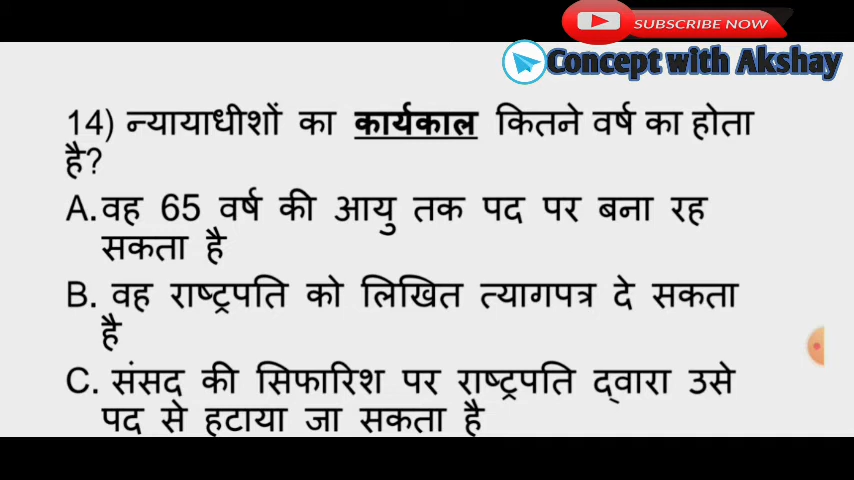 SUBSCRIBE NOW
Concept with Akshay
14) न्यायाधीशों का कार्यकाल कितने वर्ष का होता
है?
A. वह 65 वर्ष की आयु तक पद पर बना रह
सकता है
B. वह राष्ट्रपति को लिखित त्यागपत्र दे सकता
है
C. संसद की सिफारिश पर राष्ट्रपति द्वारा उसे
पद से हटाया जा सकता है